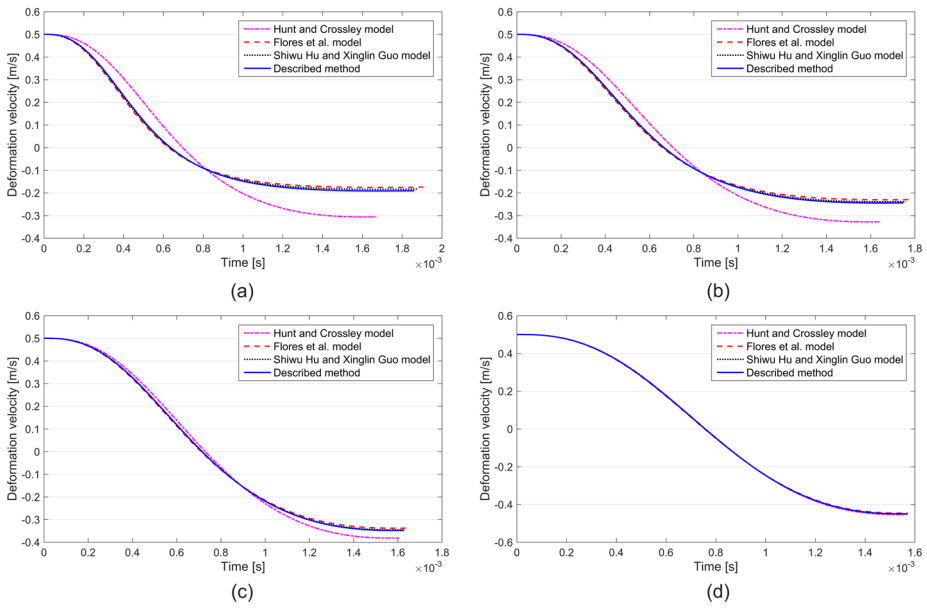 0.6
0.5
0.4
0.3
0.2
0.1
0
-0.1
-0.2
-0.3
-0.4
Deformation velocity [m/s]
Hunt and Crossley model
Flores et al. model
Shiwu Hu and Xinglin Guo model
Described method
0 0.2 0.4 0.6 0.8 1 1.2 1.4 1.6 1.8 2
Time [s]
×10-3
(a)
0.6
0.5
0.4
0.3
0.2
0.1
0
-0.1
-0.2
-0.3
-0.4
Deformation velocity [m/s]
Hunt and Crossley model
Flores et al. model
Shiwu Hu and Xinglin Guo model
Described method
0 0.2 0.4 0.6 0.8 1 1.2 1.4 1.6 1.8
Time [s]
×10-3
(b)
0.6
0.5
0.4
0.3
0.2
0.1
0
-0.1
-0.2
-0.3
-0.4
Deformation velocity [m/s]
Hunt and Crossley model
Flores et al. model
Shiwu Hu and Xinglin Guo model
Described method
0 0.2 0.4 0.6 0.8 1 1.2 1.4 1.6 1.8
Time [s]
×10-3
(c)
0.6
0.4
0.2
0
-0.2
-0.4
-0.6
Deformation velocity [m/s]
Hunt and Crossley model
Flores et al. model
Shiwu Hu and Xinglin Guo model
Described method
0 0.2 0.4 0.6 0.8 1 1.2 1.4 1.6
Time [s]
×10-3
(d)